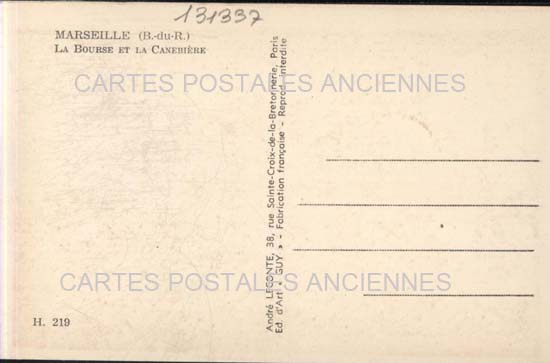 131337
MARSEILLE (B.-du-R.)
LA BOURSE ET LA CANEBIÈRE
CARTES POSTALES ANCIENNES
André LECONTE, 38, rue Sainte-Croix-de-la-Bretonnerie, Paris
Ed. d'Art « GUY » - Fabrication française - Reprod. Interdite
CARTES POSTALES ANCIENNES
H. 219